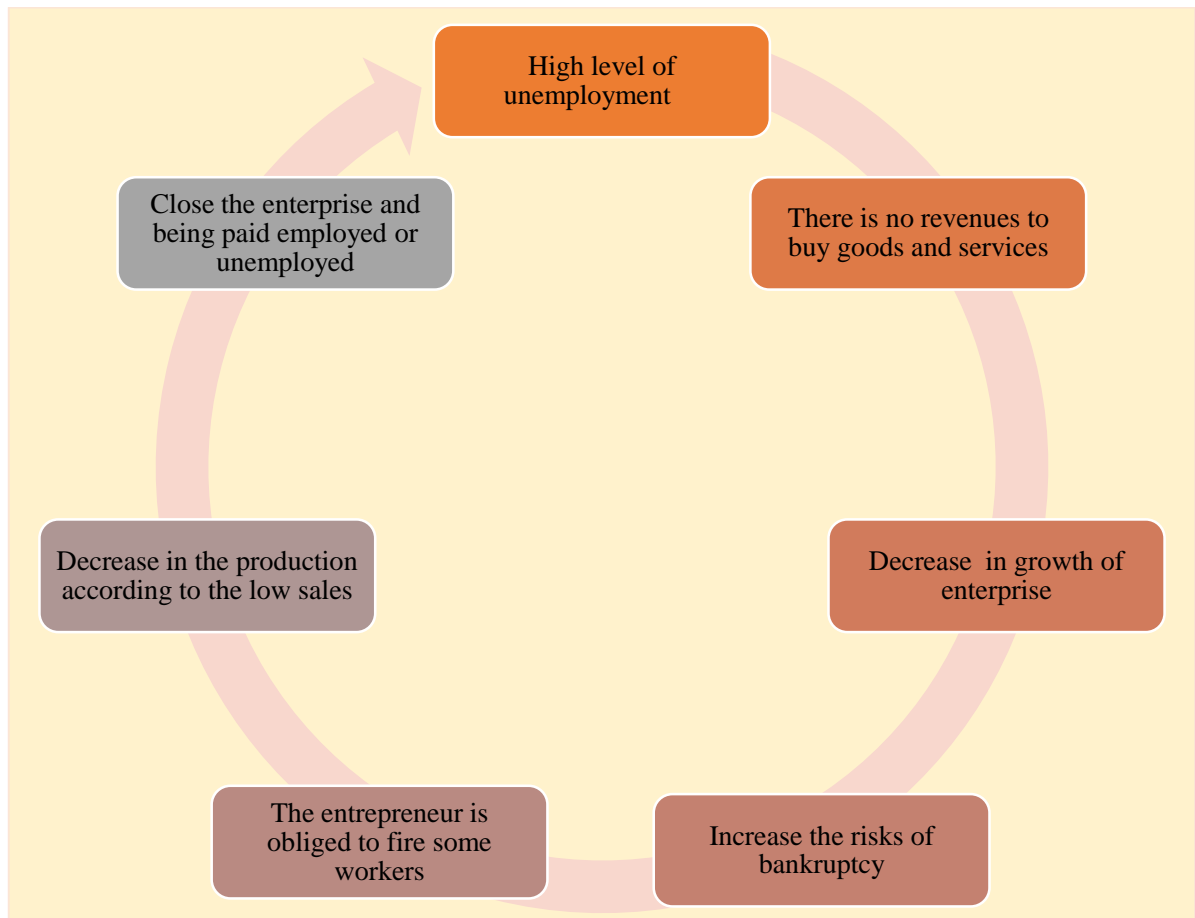 High level of
unemployment
There is no revenues to
buy goods and services
Decrease in growth of
enterprise
Increase the risks of
bankruptcy
The entrepreneur is
obliged to fire some
workers
Decrease in the production
according to the low sales
Close the enterprise and
being paid employed or
unemployed